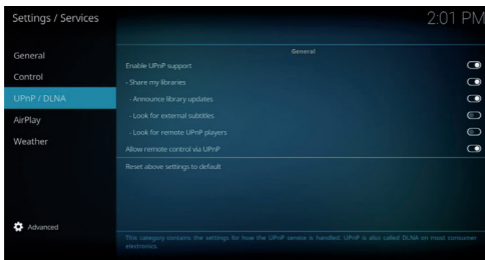 Settings / Services
2:01 PM
General
Control
UPnP / DLNA
AirPlay
Weather
Advanced
General
Enable UPnP support
- Share my libraries
- Announce library updates
- Look for external subtitles
- Look for remote UPnP players
Allow remote control via UPnP
Reset above settings to default
This category contains the settings for how the UPnP service is handled. UPnP is also called DLNA on most consumer
electronics.